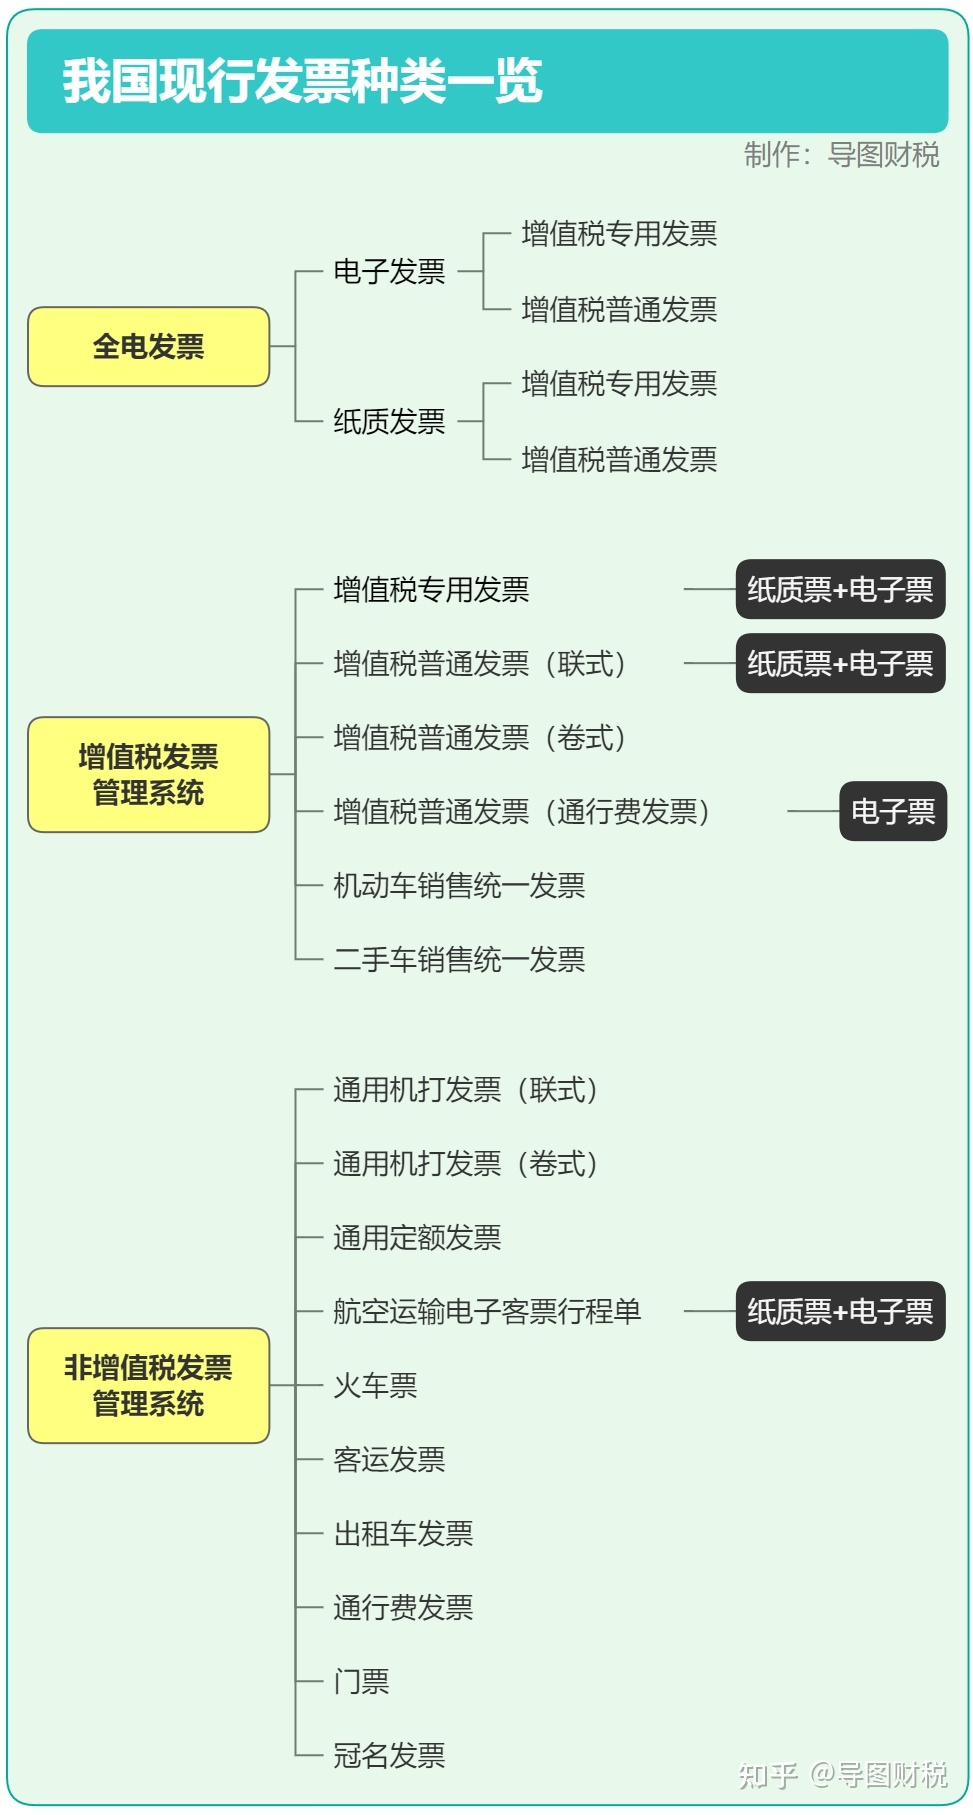 我国现行发票种类一览
制作：导图财税
全电发票
电子发票
增值税专用发票
增值税普通发票
纸质发票
增值税专用发票
增值税普通发票
增值税发票
管理系统
增值税专用发票
纸质票+电子票
增值税普通发票（联式）
纸质票+电子票
增值税普通发票（卷式）
增值税普通发票（通行费发票）
电子票
机动车销售统一发票
二手车销售统一发票
非增值税发票
管理系统
通用机打发票（联式）
通用机打发票（卷式）
通用定额发票
航空运输电子客票行程单
纸质票+电子票
火车票
客运发票
出租车发票
通行费发票
门票
冠名发票
知乎 @导图财税